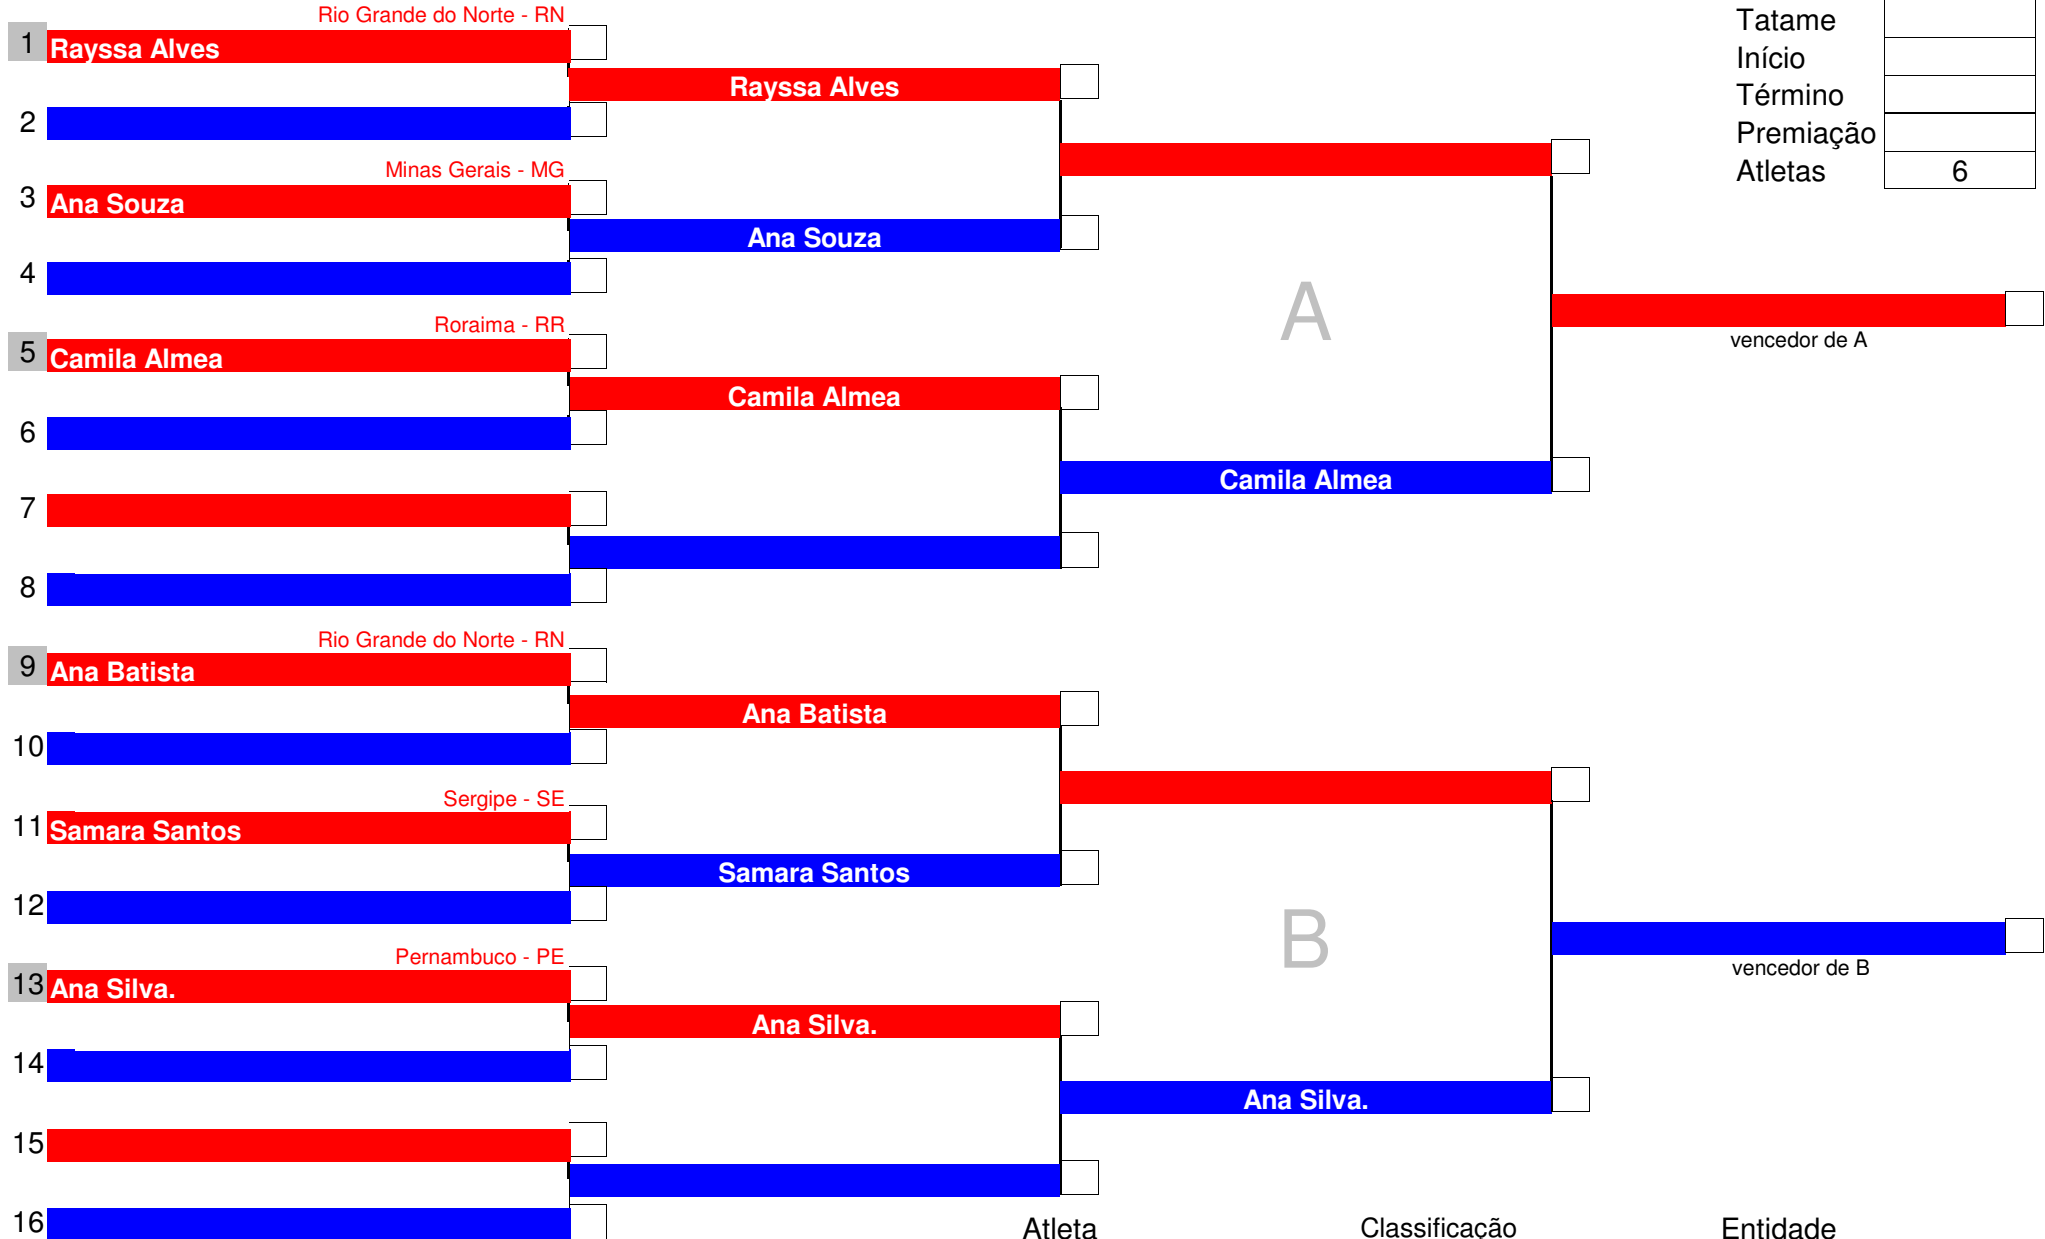 Rio Grande do Norte - RN
Tatame
1 Rayssa Alves
Início
Rayssa Alves
Término
2
Premiação
Minas Gerais - MG
Atletas 6
3 Ana Souza
Ana Souza
4
A
Roraima - RR
vencedor de A
5 Camila Almea
Camila Almea
6
Camila Almea
7
8
Rio Grande do Norte - RN
9 Ana Batista
Ana Batista
10
Sergipe - SE
11 Samara Santos
Samara Santos
12
B
Pernambuco - PE
vencedor de B
13 Ana Silva.
Ana Silva.
14
Ana Silva.
15
16
Atleta Classificação Entidade